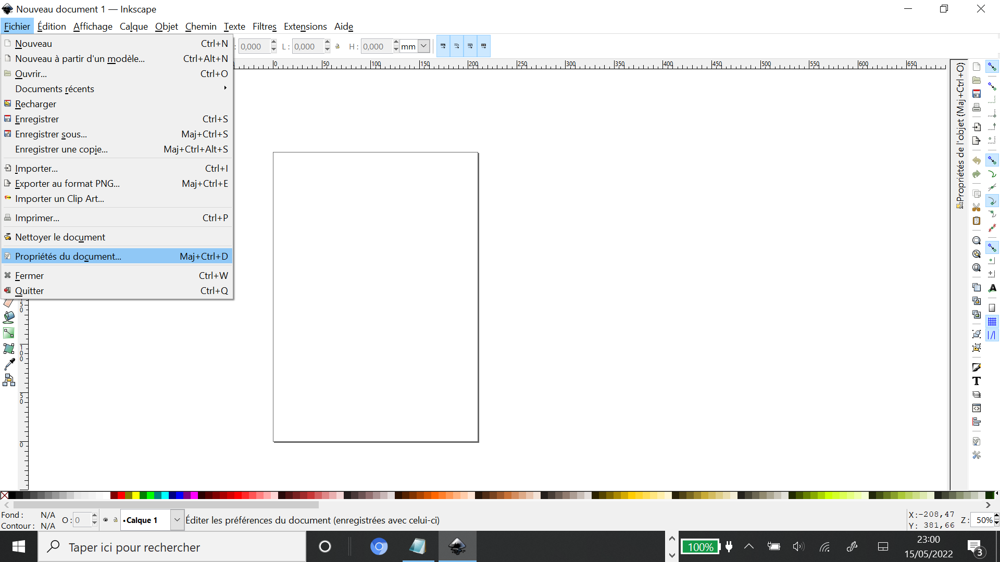 Nouveau document 1 — Inkscape
Fichier Édition Affichage Calque Objet Chemin Texte Filtres Extensions Aide
Nouveau Ctrl+N
Nouveau à partir d'un modèle... Ctrl+Alt+N
Ouvrir... Ctrl+O
Documents récents
Recharger
Enregistrer Ctrl+S
Enregistrer sous... Maj+Ctrl+S
Enregistrer une copie... Maj+Ctrl+Alt+S
Importer... Ctrl+I
Exporter au format PNG... Maj+Ctrl+E
Importer un Clip Art...
Imprimer... Ctrl+P
Nettoyer le document
Propriétés du document... Maj+Ctrl+D
Fermer Ctrl+W
Quitter Ctrl+Q
: 0,000 L : 0,000 H : 0,000 mm
0 50 100 150 200 250 300 350 400 450 500 550 600 650
Propriétés de l'objet (Maj+Ctrl+O)
150
100
50
0
Fond : N/A
Contour : N/A
O : 0
•Calque 1
Éditer les préférences du document (enregistrées avec celui-ci)
X: -208,47
Y: 381,66
Z : 50%
Taper ici pour rechercher
100%
23:00
15/05/2022
3